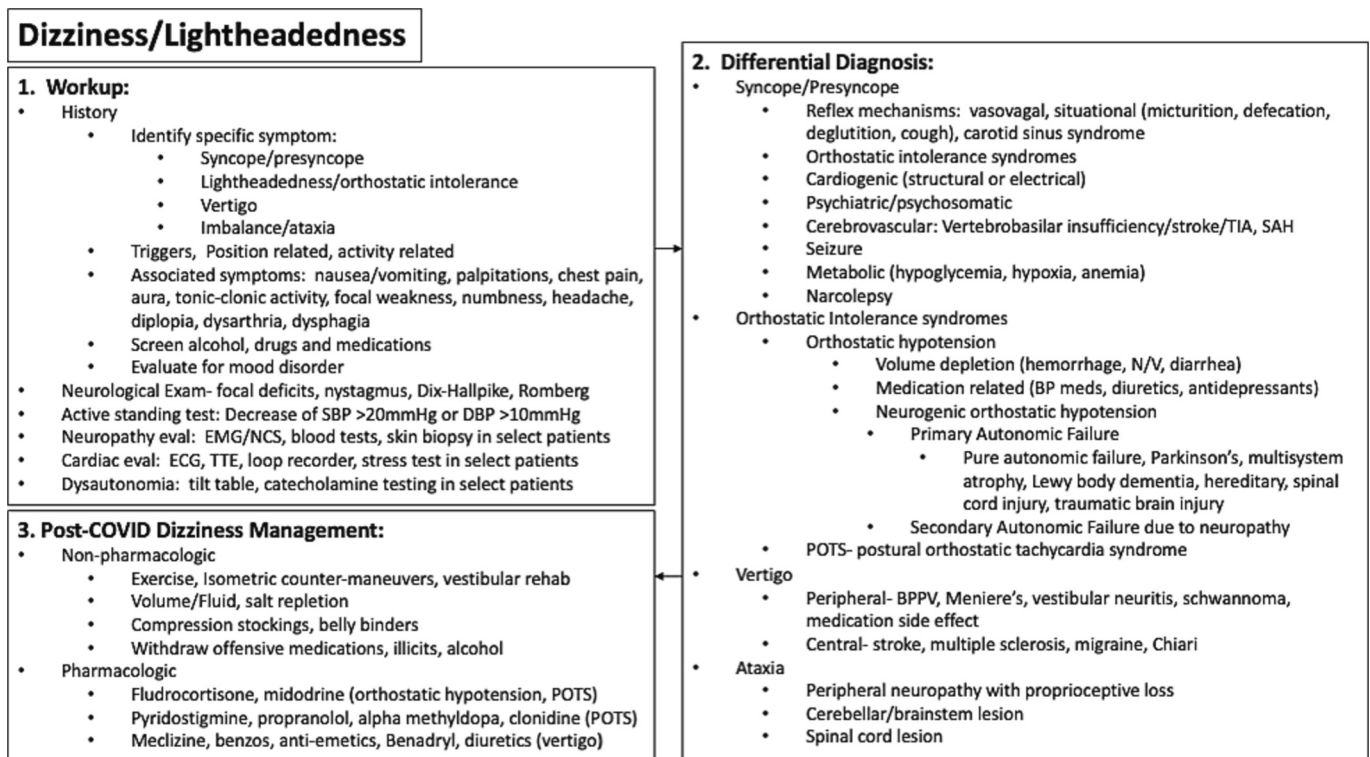 Dizziness/Lightheadedness
1. Workup:
• History
• Identify specific symptom:
• Syncope/presyncope
• Lightheadedness/orthostatic intolerance
• Vertigo
• Imbalance/ataxia
• Triggers, Position related, activity related
• Associated symptoms: nausea/vomiting, palpitations, chest pain,
aura, tonic-clonic activity, focal weakness, numbness, headache,
diplopia, dysarthria, dysphagia
• Screen alcohol, drugs and medications
• Evaluate for mood disorder
• Neurological Exam- focal deficits, nystagmus, Dix-Hallpike, Romberg
• Active standing test: Decrease of SBP >20mmHg or DBP >10mmHg
• Neuropathy eval: EMG/NCS, blood tests, skin biopsy in select patients
• Cardiac eval: ECG, TTE, loop recorder, stress test in select patients
• Dysautonomia: tilt table, catecholamine testing in select patients
2. Differential Diagnosis:
• Syncope/Presyncope
• Reflex mechanisms: vasovagal, situational (micturition, defecation,
deglutition, cough), carotid sinus syndrome
• Orthostatic intolerance syndromes
• Cardiogenic (structural or electrical)
• Psychiatric/psychosomatic
• Cerebrovascular: Vertebrobasilar insufficiency/stroke/TIA, SAH
• Seizure
• Metabolic (hypoglycemia, hypoxia, anemia)
• Narcolepsy
• Orthostatic Intolerance syndromes
• Orthostatic hypotension
• Volume depletion (hemorrhage, N/V, diarrhea)
• Medication related (BP meds, diuretics, antidepressants)
• Neurogenic orthostatic hypotension
• Primary Autonomic Failure
• Pure autonomic failure, Parkinson's, multisystem
atrophy, Lewy body dementia, hereditary, spinal
cord injury, traumatic brain injury
• Secondary Autonomic Failure due to neuropathy
• POTS- postural orthostatic tachycardia syndrome
• Vertigo
• Peripheral- BPPV, Meniere's, vestibular neuritis, schwannoma,
medication side effect
• Central- stroke, multiple sclerosis, migraine, Chiari
• Ataxia
• Peripheral neuropathy with proprioceptive loss
• Cerebellar/brainstem lesion
• Spinal cord lesion
3. Post-COVID Dizziness Management:
• Non-pharmacologic
• Exercise, Isometric counter-maneuvers, vestibular rehab
• Volume/Fluid, salt repletion
• Compression stockings, belly binders
• Withdraw offensive medications, illicits, alcohol
• Pharmacologic
• Fludrocortisone, midodrine (orthostatic hypotension, POTS)
• Pyridostigmine, propranolol, alpha methyldopa, clonidine (POTS)
• Meclizine, benzos, anti-emetics, Benadryl, diuretics (vertigo)